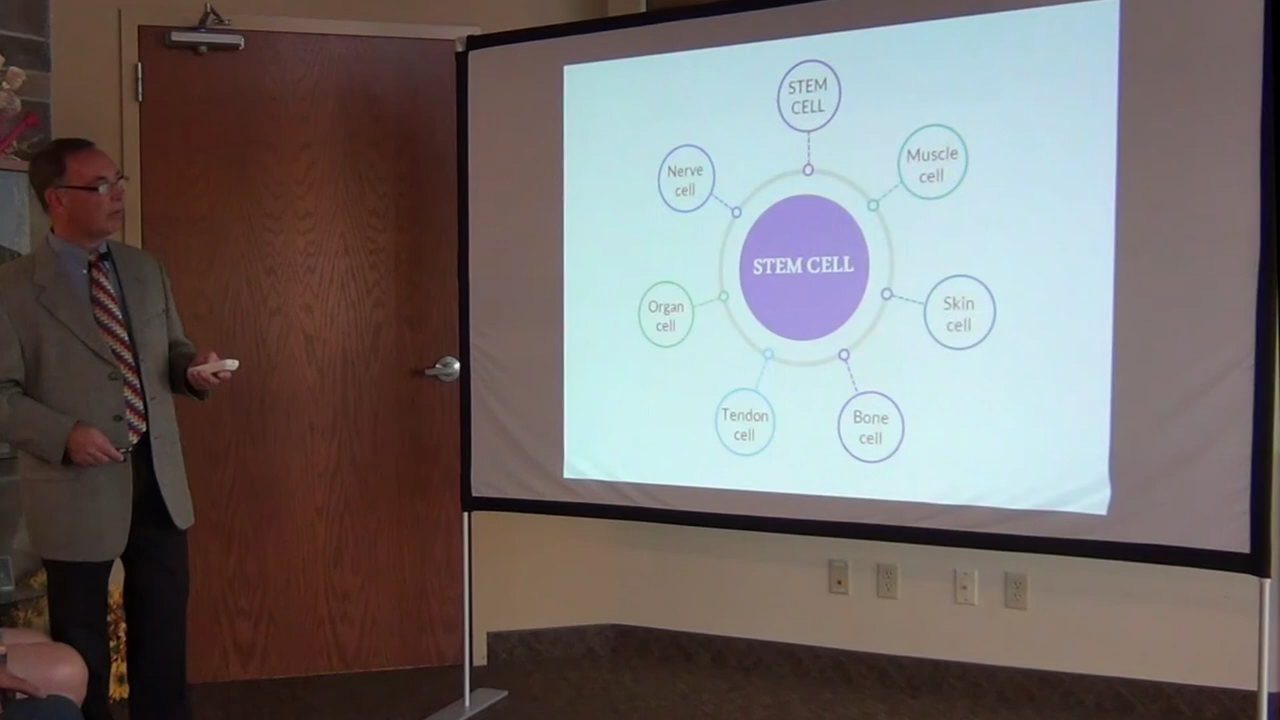 STEM
CELL
Nerve
cell
Muscle
cell
STEM CELL
Organ
cell
Skin
cell
Tendon
cell
Bone
cell